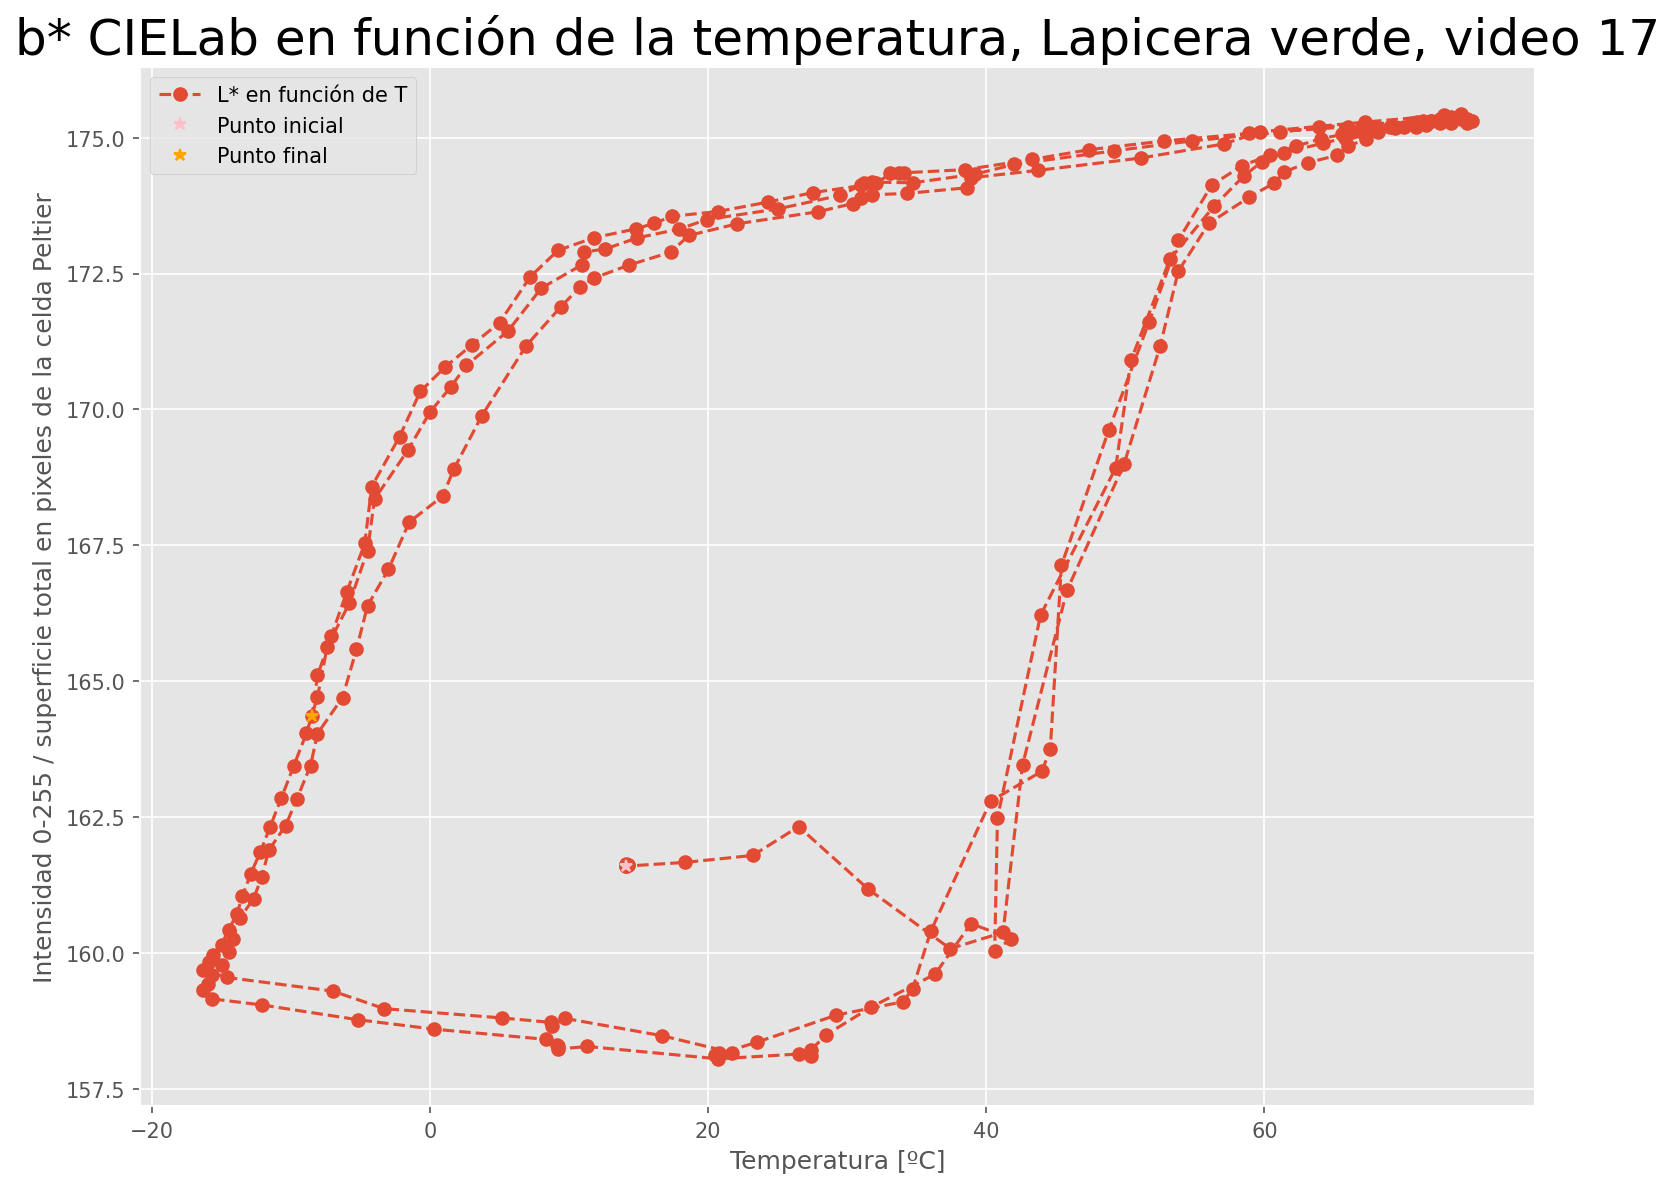 b* CIELab en función de la temperatura, Lapicera verde, video 17
L* en función de T
Punto inicial
Punto final
Intensidad 0-255 / superficie total en pixeles de la celda Peltier
175.0
172.5
170.0
167.5
165.0
162.5
160.0
157.5
−20
0
20
40
60
Temperatura [ºC]